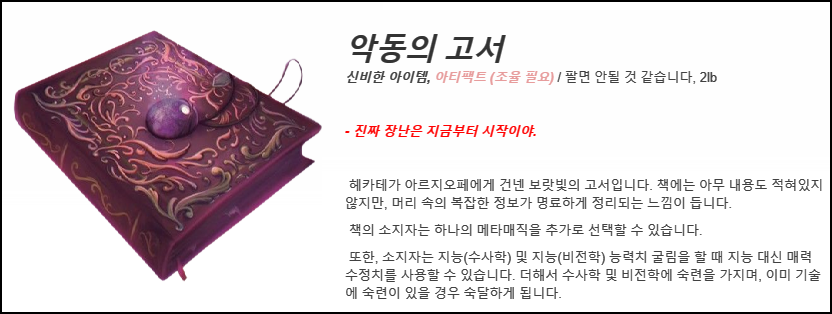 악동의 고서
신비한 아이템, 아티팩트 (조율 필요) / 팔면 안될 것 같습니다, 2lb
- 진짜 장난은 지금부터 시작이야.
헤카테가 아르지오페에게 건넨 보랏빛의 고서입니다. 책에는 아무 내용도 적혀있지
않지만, 머리 속의 복잡한 정보가 명료하게 정리되는 느낌이 듭니다.
책의 소지자는 하나의 메타매직을 추가로 선택할 수 있습니다.
또한, 소지자는 지능(수사학) 및 지능(비전학) 능력치 굴림을 할 때 지능 대신 매력
수정치를 사용할 수 있습니다. 더해서 수사학 및 비전학에 숙련을 가지며, 이미 기술
에 숙련이 있을 경우 숙달하게 됩니다.